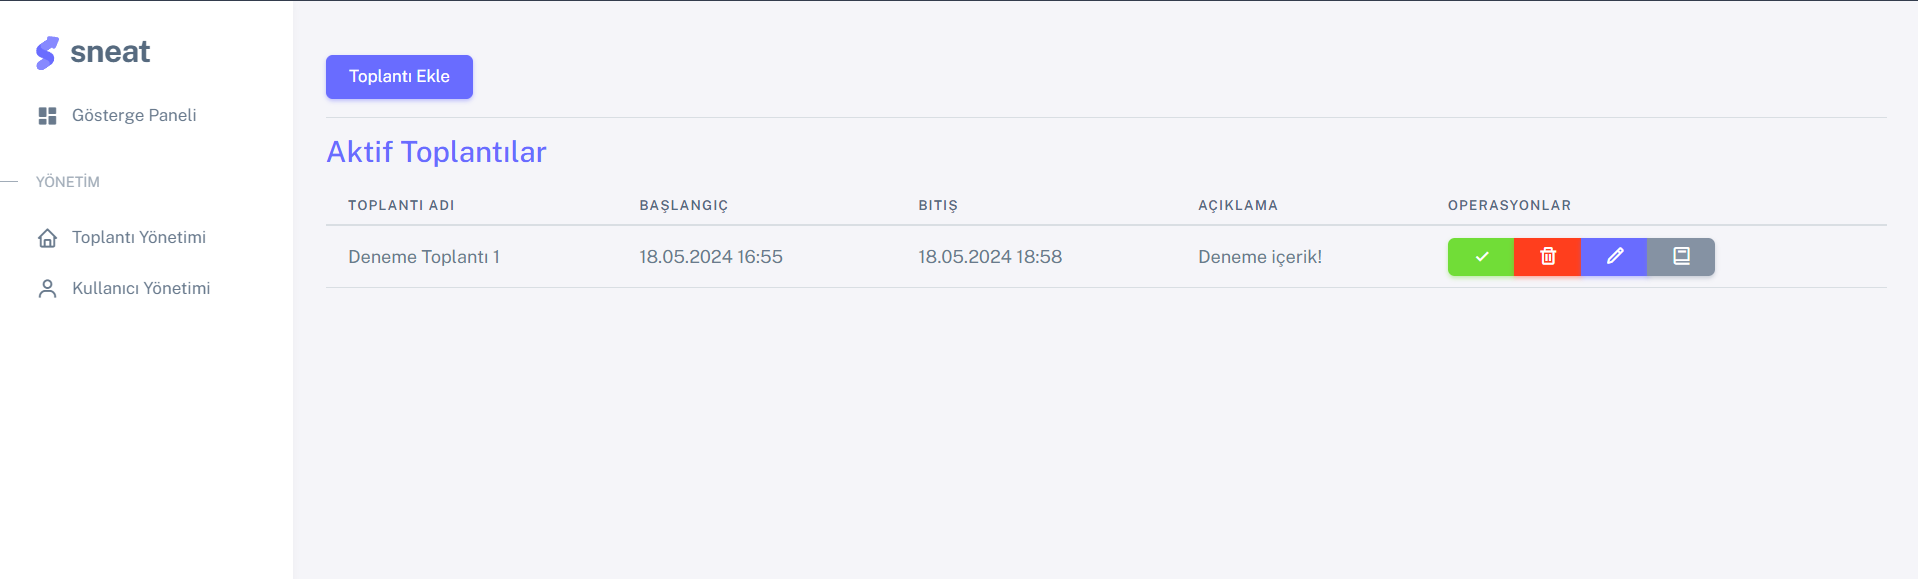 sneat
Gösterge Paneli
YÖNETİM
Toplantı Yönetimi
Kullanıcı Yönetimi
Toplantı Ekle
Aktif Toplantılar
TOPLANTI ADI BAŞLANGIÇ BITIŞ AÇIKLAMA OPERASYONLAR
Deneme Toplantı 1 18.05.2024 16:55 18.05.2024 18:58 Deneme içerik!